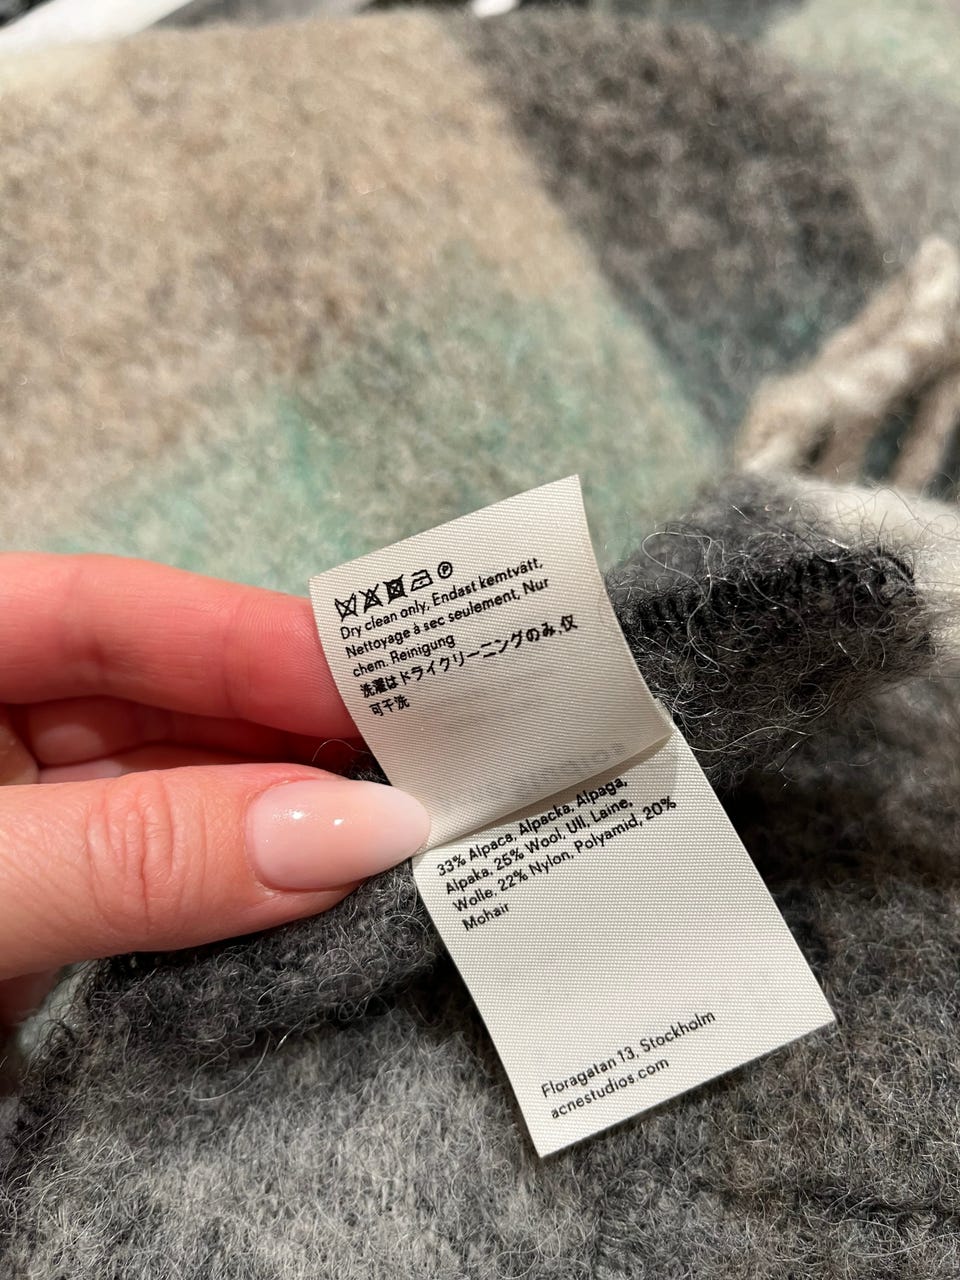 Ⓟ
Dry clean only, Endast kemtvätt,
Nettoyage à sec seulement, Nur
chem. Reinigung
洗濯はドライクリーニングのみ,仅
可干洗
33% Alpaca, Alpacka, Alpaga,
Alpaka, 25% Wool, Ull, Laine,
Wolle, 22% Nylon, Polyamid, 20%
Mohair
Floragatan 13, Stockholm
acnestudios.com